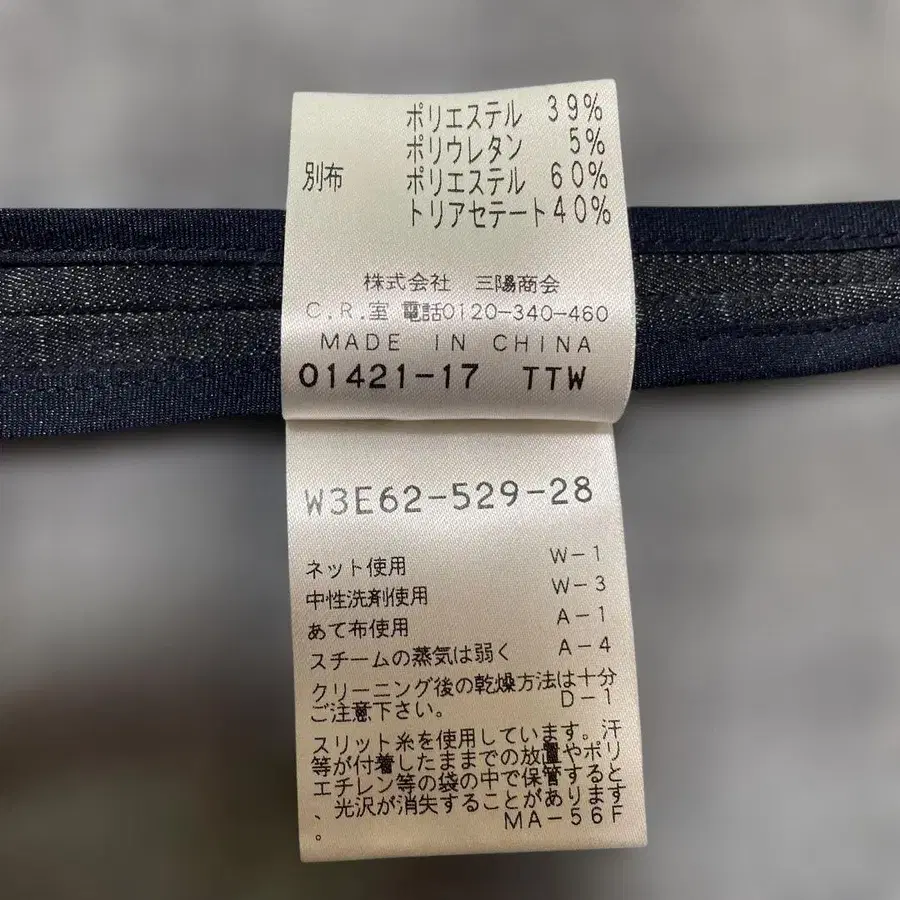 ポリエステル 39%
ポリウレタン 5%
別布 ポリエステル 60%
トリアセテート 40%
株式会社 三陽商会
C.R.室 電話0120-340-460
MADE IN CHINA
01421-17 TTW
W3E62-529-28
ネット使用 W-1
中性洗剤使用 W-3
あて布使用 A-1
スチームの蒸気は弱く A-4
クリーニング後の乾燥方法は十分
ご注意下さい。 D-1
スリット糸を使用しています。汗
等が付着したままでの放置やポリ
エチレン等の袋の中で保管すると
、光沢が消失することがあります
。 MA-56F